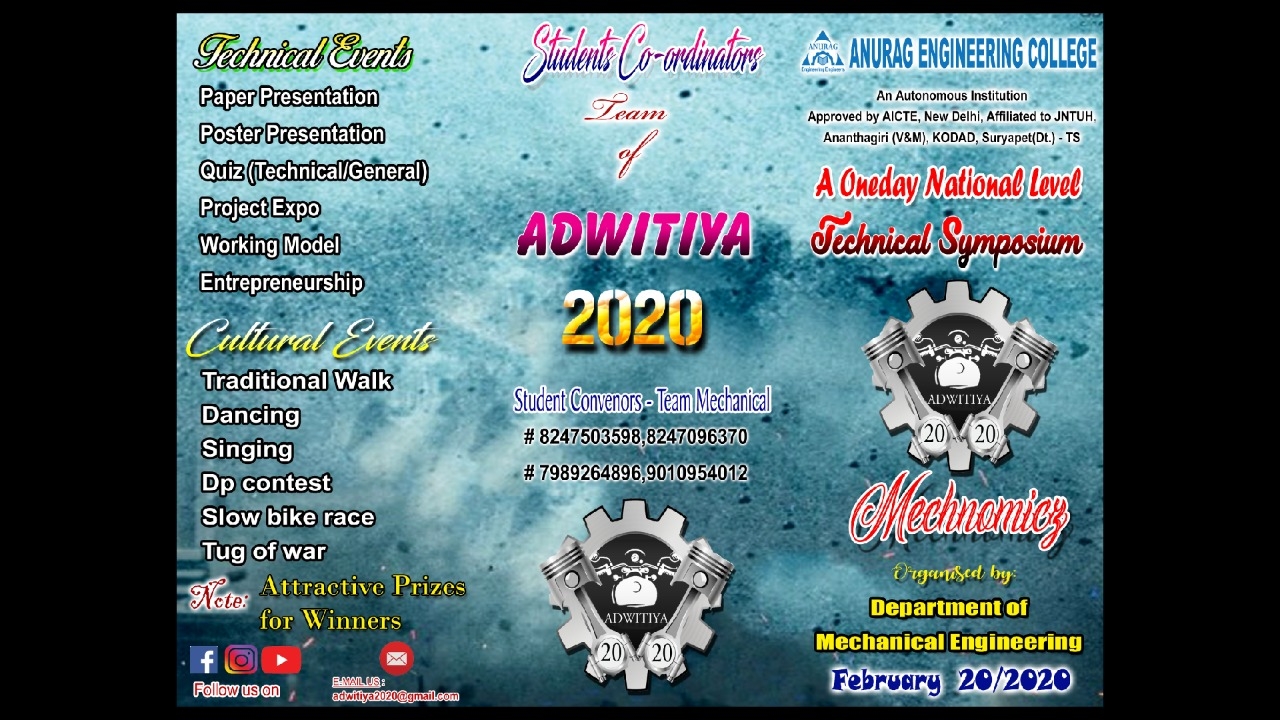 Technical Events
Paper Presentation
Poster Presentation
Quiz (Technical/General)
Project Expo
Working Model
Entrepreneurship
Cultural Events
Traditional Walk
Dancing
Singing
Dp contest
Slow bike race
Tug of war
Note: Attractive Prizes
for Winners
Follow us on
E-MAIL US :
adwitiya2020@gmail.com
Students Co-ordinators
Team
of
ADWITIYA
2020
Student Convenors - Team Mechanical
# 8247503598,8247096370
# 7989264896,9010954012
ADWITIYA
20 20
ANURAG
Engineering Engineers
ANURAG ENGINEERING COLLEGE
An Autonomous Institution
Approved by AICTE, New Delhi, Affiliated to JNTUH,
Ananthagiri (V&M), KODAD, Suryapet(Dt.) - TS
A Oneday National Level
Technical Symposium
ADWITIYA
20 20
Mechnomicz
Organised by:
Department of
Mechanical Engineering
February 20/2020